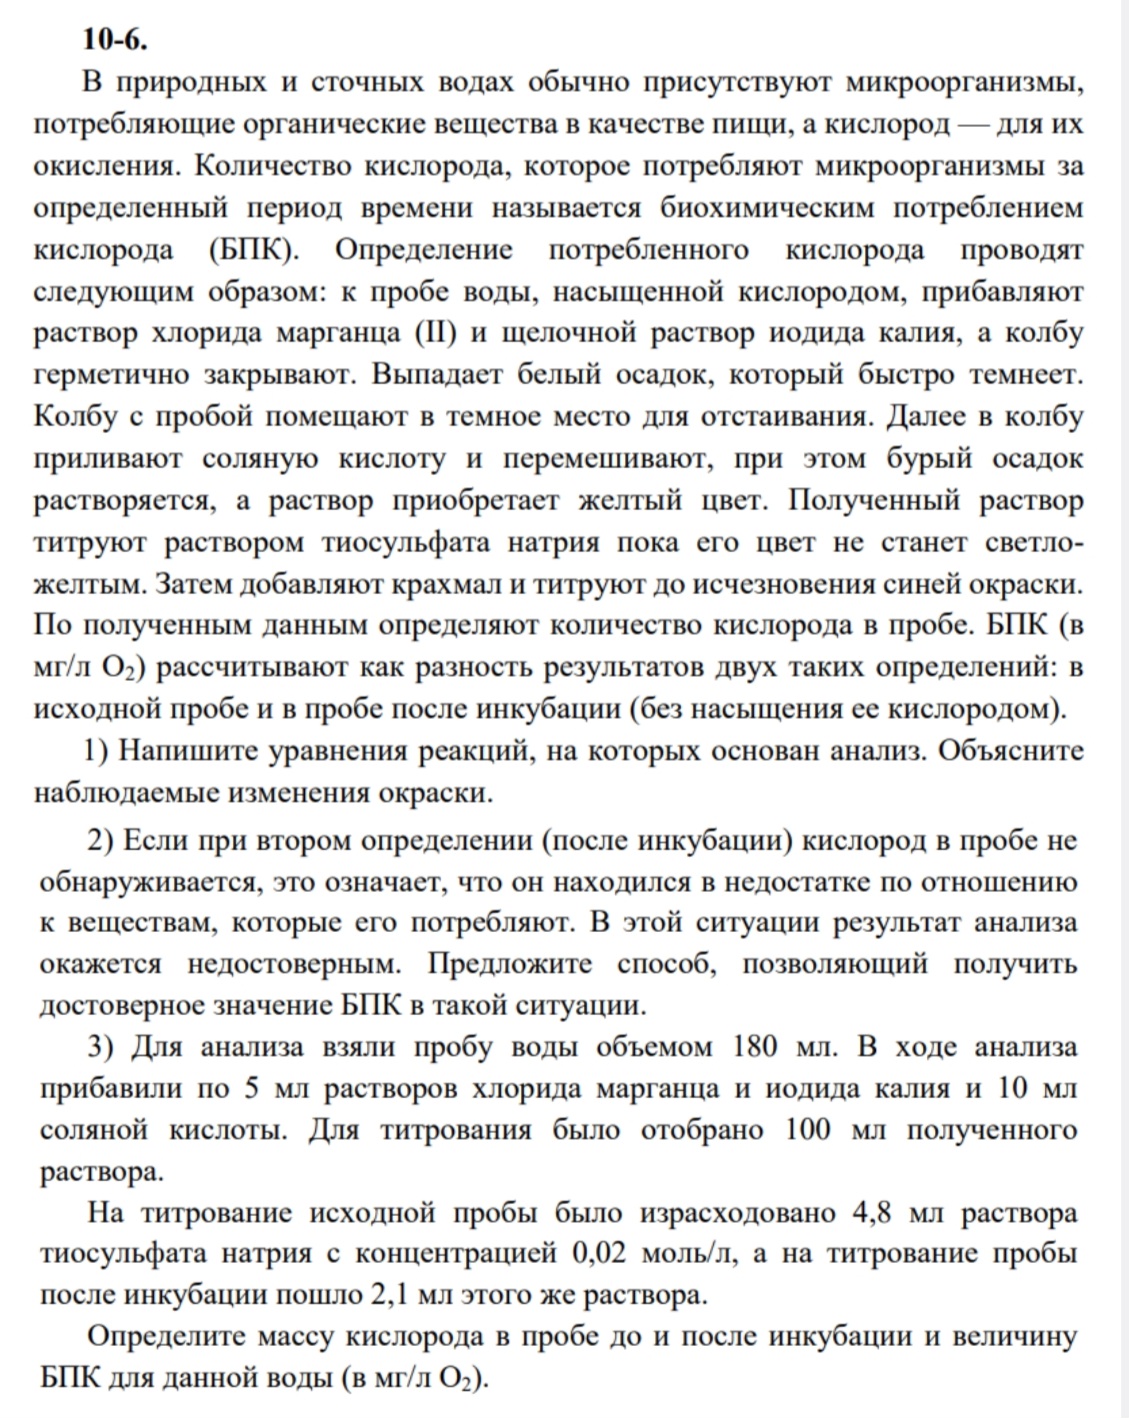 10-6.
В природных и сточных водах обычно присутствуют микроорганизмы,
потребляющие органические вещества в качестве пищи, а кислород — для их
окисления. Количество кислорода, которое потребляют микроорганизмы за
определенный период времени называется биохимическим потреблением
кислорода (БПК). Определение потребленного кислорода проводят
следующим образом: к пробе воды, насыщенной кислородом, прибавляют
раствор хлорида марганца (II) и щелочной раствор иодида калия, а колбу
герметично закрывают. Выпадает белый осадок, который быстро темнеет.
Колбу с пробой помещают в темное место для отстаивания. Далее в колбу
приливают соляную кислоту и перемешивают, при этом бурый осадок
растворяется, а раствор приобретает желтый цвет. Полученный раствор
титруют раствором тиосульфата натрия пока его цвет не станет светло-
желтым. Затем добавляют крахмал и титруют до исчезновения синей окраски.
По полученным данным определяют количество кислорода в пробе. БПК (в
мг/л O₂) рассчитывают как разность результатов двух таких определений: в
исходной пробе и в пробе после инкубации (без насыщения ее кислородом).
1) Напишите уравнения реакций, на которых основан анализ. Объясните
наблюдаемые изменения окраски.
2) Если при втором определении (после инкубации) кислород в пробе не
обнаруживается, это означает, что он находился в недостатке по отношению
к веществам, которые его потребляют. В этой ситуации результат анализа
окажется недостоверным. Предложите способ, позволяющий получить
достоверное значение БПК в такой ситуации.
3) Для анализа взяли пробу воды объемом 180 мл. В ходе анализа
прибавили по 5 мл растворов хлорида марганца и иодида калия и 10 мл
соляной кислоты. Для титрования было отобрано 100 мл полученного
раствора.
На титрование исходной пробы было израсходовано 4,8 мл раствора
тиосульфата натрия с концентрацией 0,02 моль/л, а на титрование пробы
после инкубации пошло 2,1 мл этого же раствора.
Определите массу кислорода в пробе до и после инкубации и величину
БПК для данной воды (в мг/л O₂).